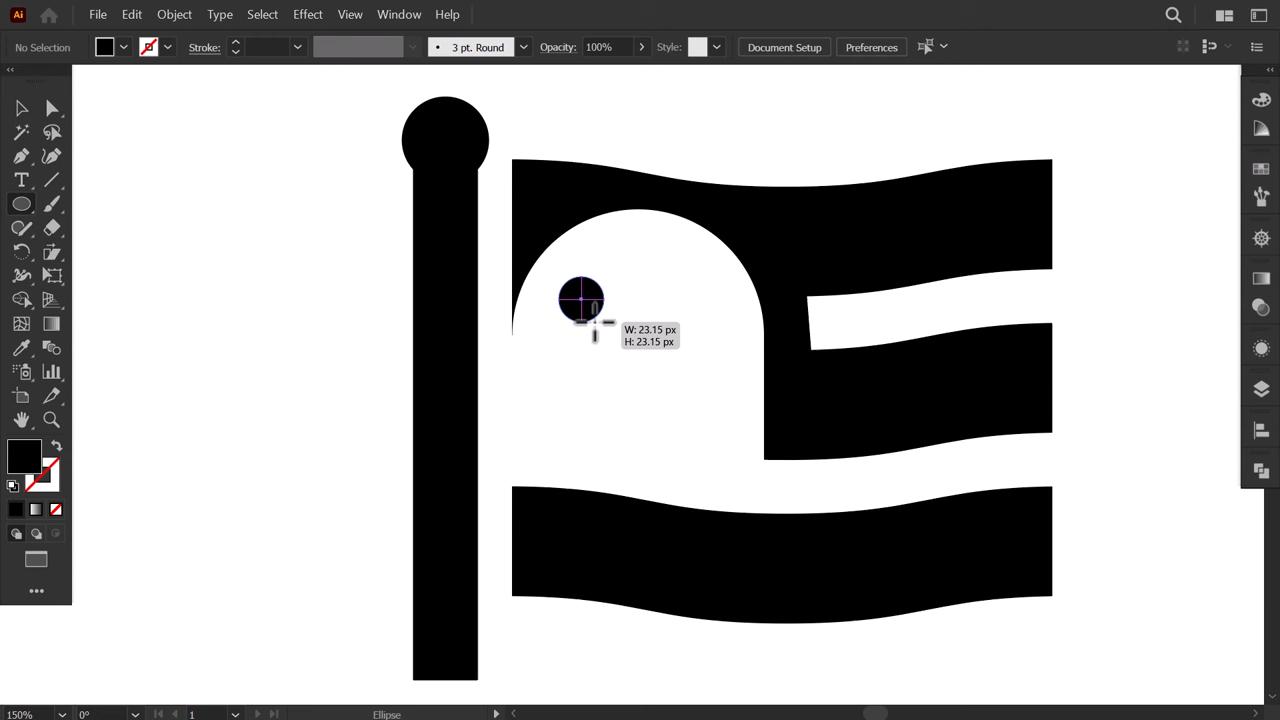 Ai File Edit Object Type Select Effect View Window Help
No Selection Stroke: 3 pt. Round Opacity: 100% Style: Document Setup Preferences
W: 23.15 px
H: 23.15 px
150% 0° 1 Ellipse